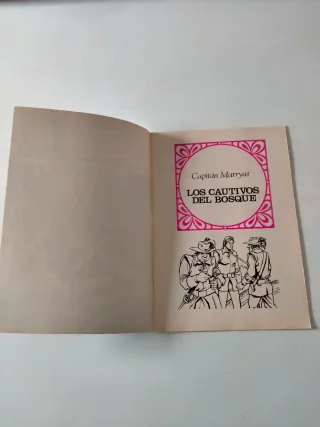 Capitán Marryat
LOS CAUTIVOS
DEL BOSQUE